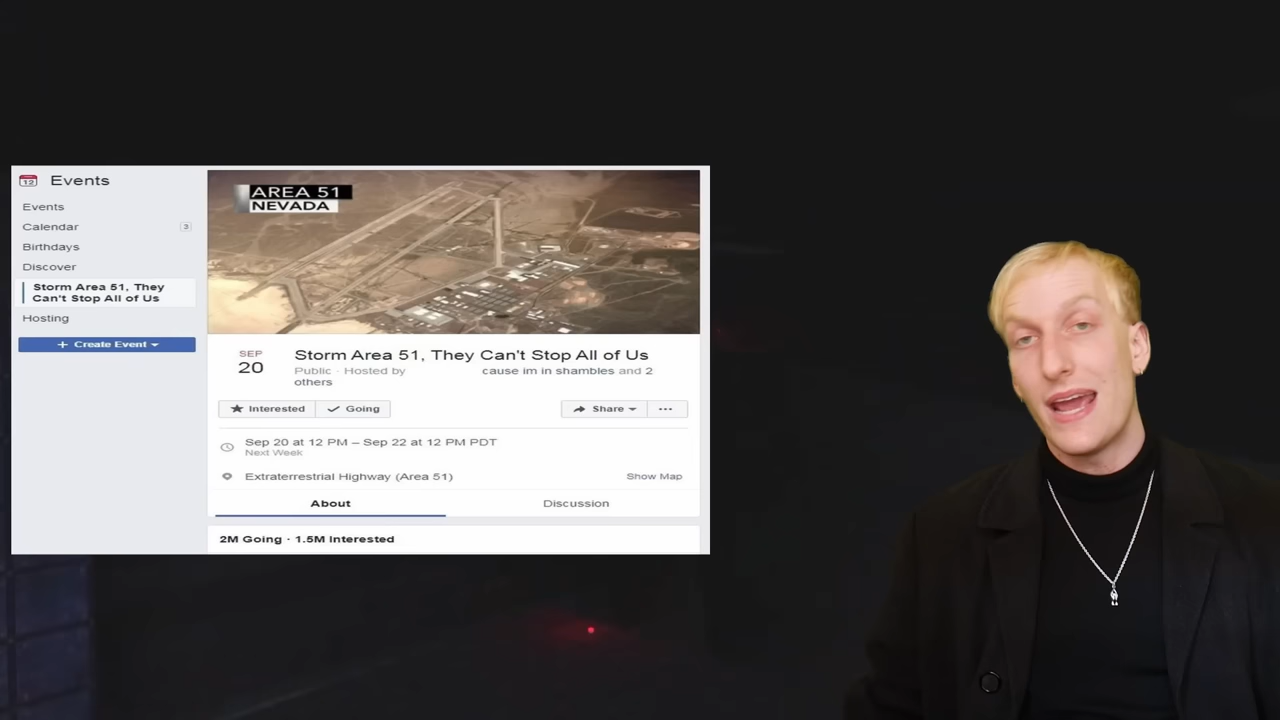 12
Events
Events
Calendar
3
Birthdays
Discover
Storm Area 51, They
Can't Stop All of Us
Hosting
+ Create Event
AREA 51
NEVADA
SEP
20
Storm Area 51, They Can't Stop All of Us
Public · Hosted by cause im in shambles and 2
others
Interested
Going
Share
Sep 20 at 12 PM – Sep 22 at 12 PM PDT
Next Week
Extraterrestrial Highway (Area 51)
Show Map
About
Discussion
2M Going · 1.5M Interested